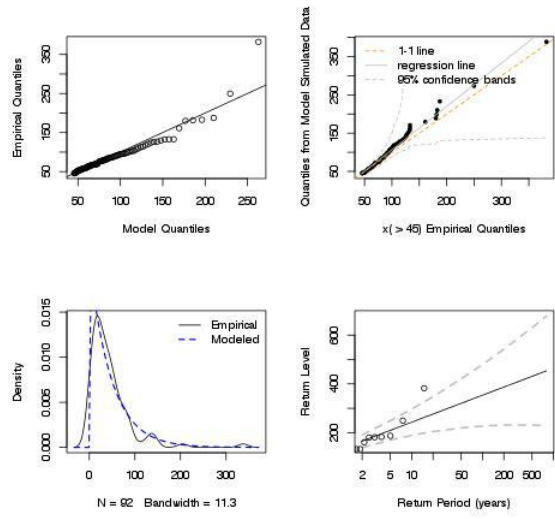 Empirical Quantiles
50
150
250
350
50
100
150
200
250
Model Quantiles
Quantiles from Model Simulated Data
50
150
250
350
1-1 line
regression line
95% confidence bands
50
100
200
300
x( > 45) Empirical Quantiles
Density
0.000
0.005
0.010
0.015
Empirical
Modeled
0
100
200
300
N = 92 Bandwidth = 11.3
Return Level
200
400
600
2
5
10
50
200
500
Return Period (years)